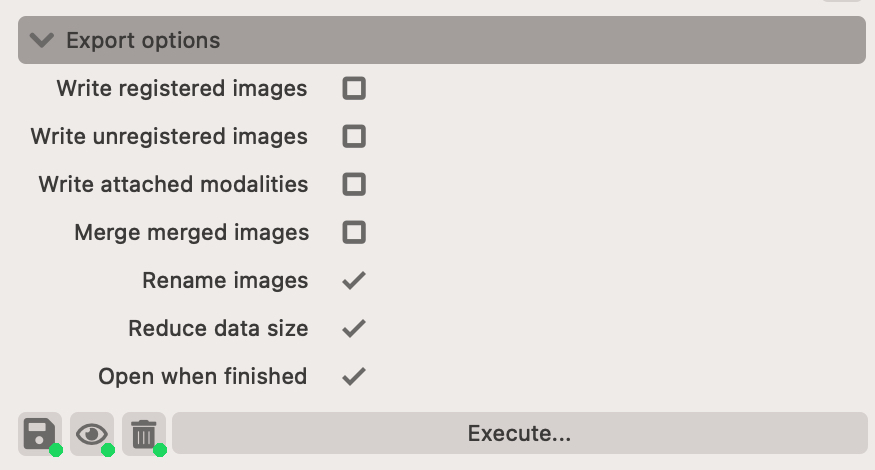 Export options
Write registered images
Write unregistered images
Write attached modalities
Merge merged images
Rename images
Reduce data size
Open when finished
Execute...